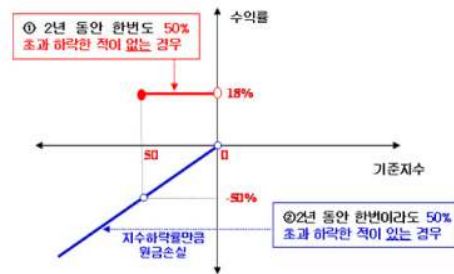 수익률
① 2년 동안 한번도 50%
초과 하락한 적이 없는 경우
15%
50
0
기준지수
-50%
②2년 동안 한번이라도 50%
초과 하락한 적이 있는 경우
지수하락률만큼
원금손실